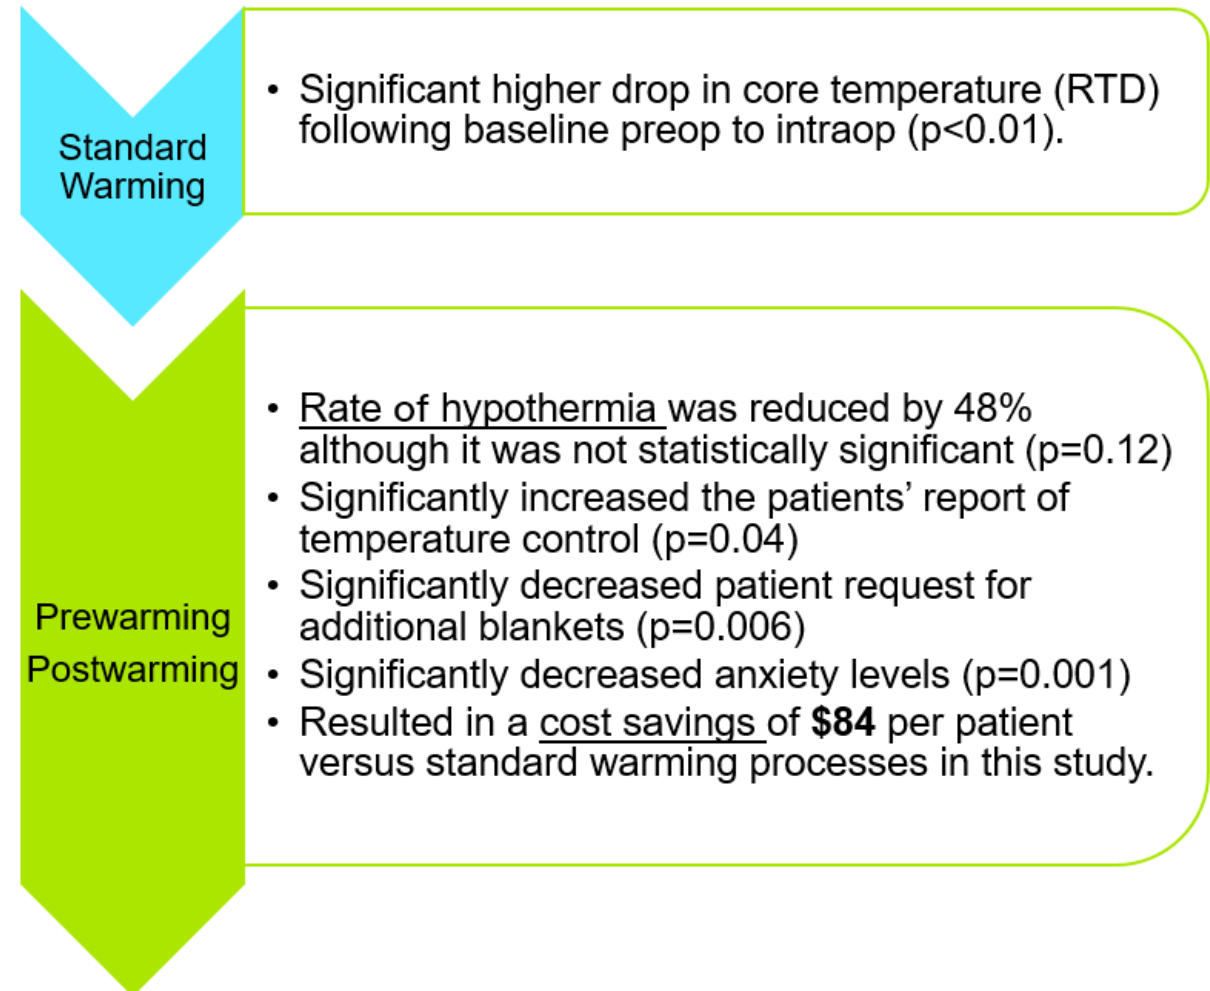 Standard
Warming
• Significant higher drop in core temperature (RTD)
following baseline preop to intraop (p<0.01).
Prewarming
Postwarming
• Rate of hypothermia was reduced by 48%
although it was not statistically significant (p=0.12)
• Significantly increased the patients’ report of
temperature control (p=0.04)
• Significantly decreased patient request for
additional blankets (p=0.006)
• Significantly decreased anxiety levels (p=0.001)
• Resulted in a cost savings of $84 per patient
versus standard warming processes in this study.